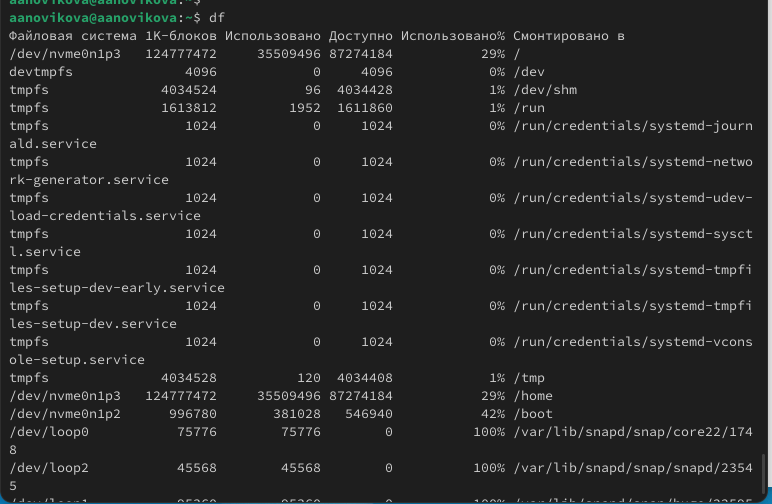 aanovikova@aanovikova:~$
aanovikova@aanovikova:~$ df
Файловая система 1K-блоков Использовано Доступно Использовано% Смонтировано в
/dev/nvme0n1p3   124777472     35509496 87274184           29% /
devtmpfs              4096            0     4096            0% /dev
tmpfs              4034524           96  4034428            1% /dev/shm
tmpfs              1613812         1952  1611860            1% /run
tmpfs                 1024            0     1024            0% /run/credentials/systemd-journ
ald.service
tmpfs                 1024            0     1024            0% /run/credentials/systemd-netwo
rk-generator.service
tmpfs                 1024            0     1024            0% /run/credentials/systemd-udev-
load-credentials.service
tmpfs                 1024            0     1024            0% /run/credentials/systemd-sysct
l.service
tmpfs                 1024            0     1024            0% /run/credentials/systemd-tmpfi
les-setup-dev-early.service
tmpfs                 1024            0     1024            0% /run/credentials/systemd-tmpfi
les-setup-dev.service
tmpfs                 1024            0     1024            0% /run/credentials/systemd-vcons
ole-setup.service
tmpfs              4034528          120  4034408            1% /tmp
/dev/nvme0n1p3   124777472     35509496 87274184           29% /home
/dev/nvme0n1p2      996780       381028   546940           42% /boot
/dev/loop0           75776        75776        0          100% /var/lib/snapd/snap/core22/174
8
/dev/loop2           45568        45568        0          100% /var/lib/snapd/snap/snapd/2354
5